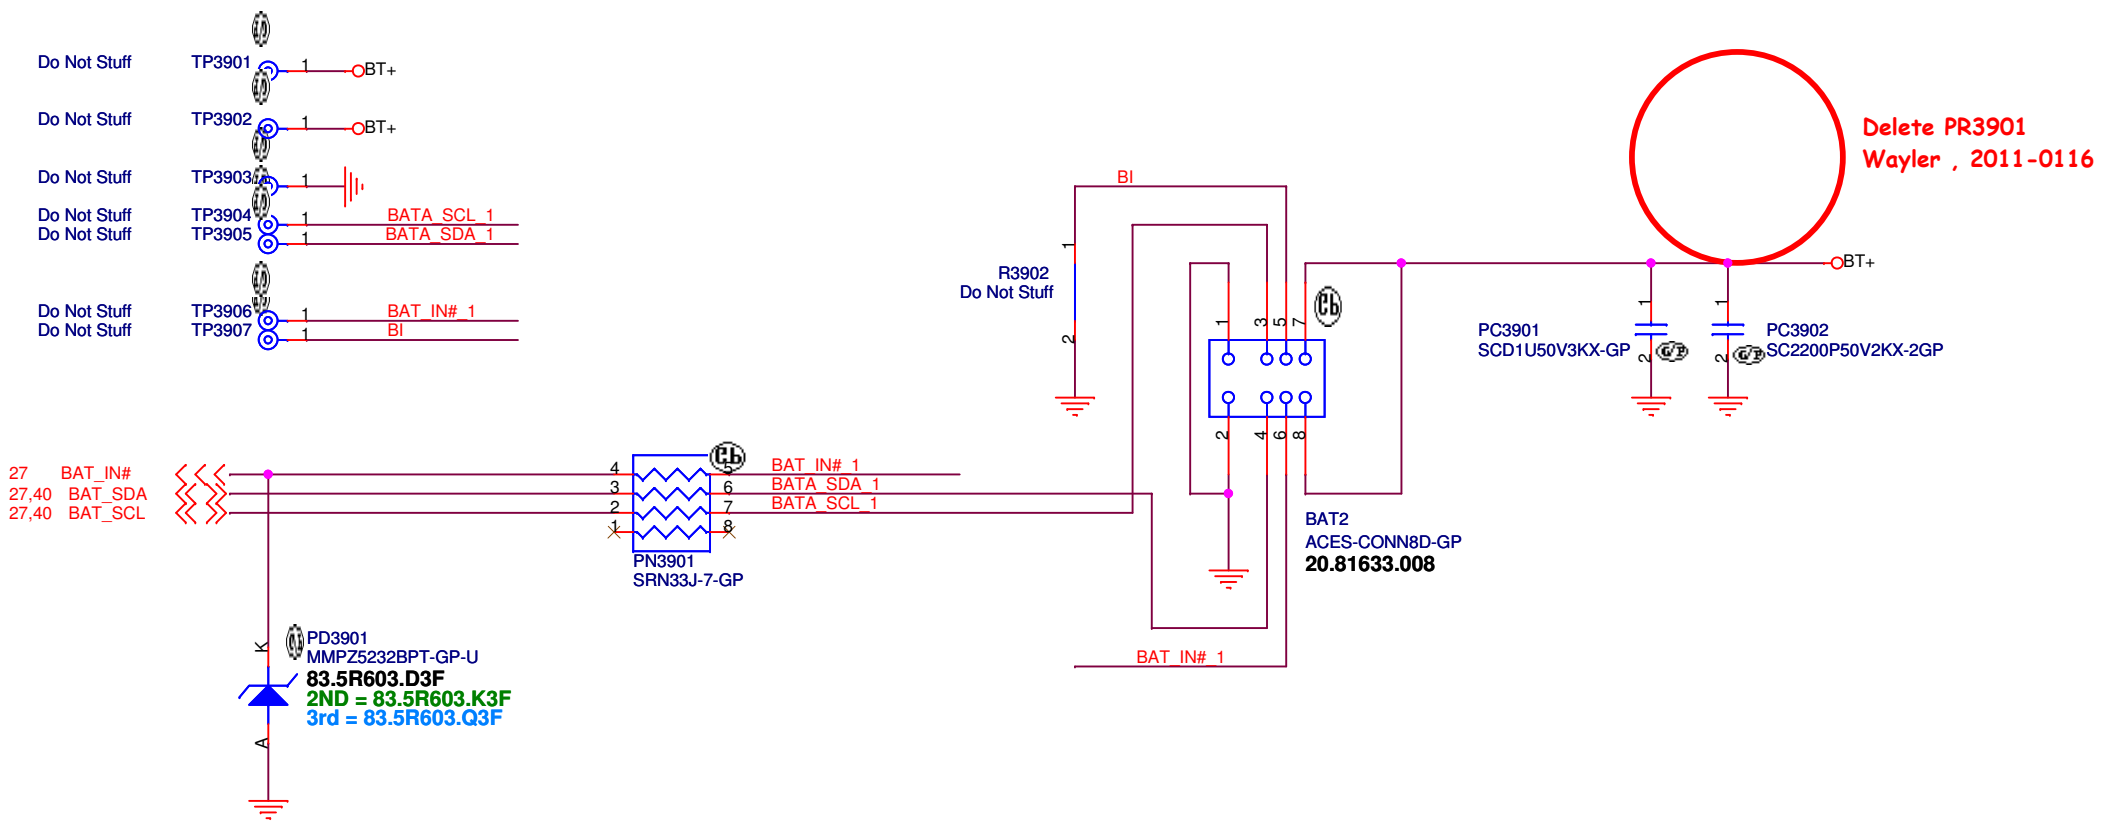 Do Not Stuff TP3901 1 BT+
Do Not Stuff TP3902 1 BT+
Do Not Stuff TP3903 1
Do Not Stuff TP3904 1 BATA_SCL_1
Do Not Stuff TP3905 1 BATA_SDA_1
Do Not Stuff TP3906 1 BAT_IN#_1
Do Not Stuff TP3907 1 BI
Delete PR3901
Wayler , 2011-0116
BI
1
R3902
Do Not Stuff
2
1 3 5 7
2 4 6 8
BT+
1
PC3901
SCD1U50V3KX-GP
2
1
PC3902
SC2200P50V2KX-2GP
2
27 BAT_IN#
27,40 BAT_SDA
27,40 BAT_SCL
4 5 BAT_IN#_1
3 6 BATA_SDA_1
2 7 BATA_SCL_1
1 8
PN3901
SRN33J-7-GP
BAT2
ACES-CONN8D-GP
20.81633.008
BAT_IN#_1
K
PD3901
MMPZ5232BPT-GP-U
83.5R603.D3F
2ND = 83.5R603.K3F
3rd = 83.5R603.Q3F
A